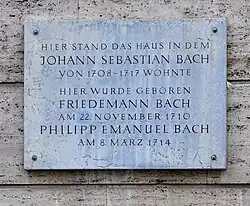 HIER STAND DAS HAUS IN DEM
JOHANN SEBASTIAN BACH
VON 1708–1717 WOHNTE
HIER WURDE GEBOREN
FRIEDEMANN BACH
AM 22. NOVEMBER 1710
PHILIPP EMANUEL BACH
AM 8. MÄRZ 1714